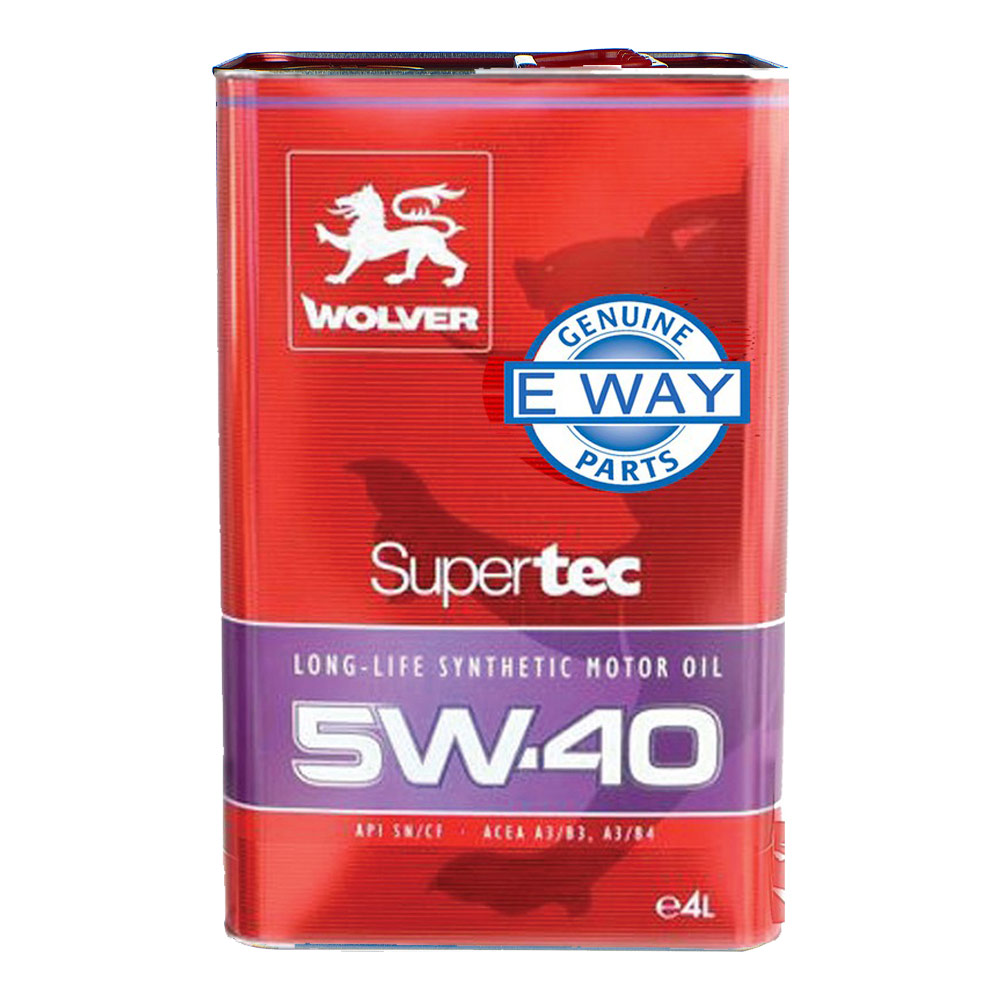 WOLVER
GENUINE
E WAY
PARTS
Supertec
LONG-LIFE SYNTHETIC MOTOR OIL
5W-40
API SN/CF · ACEA A3/B3, A3/B4
e4L